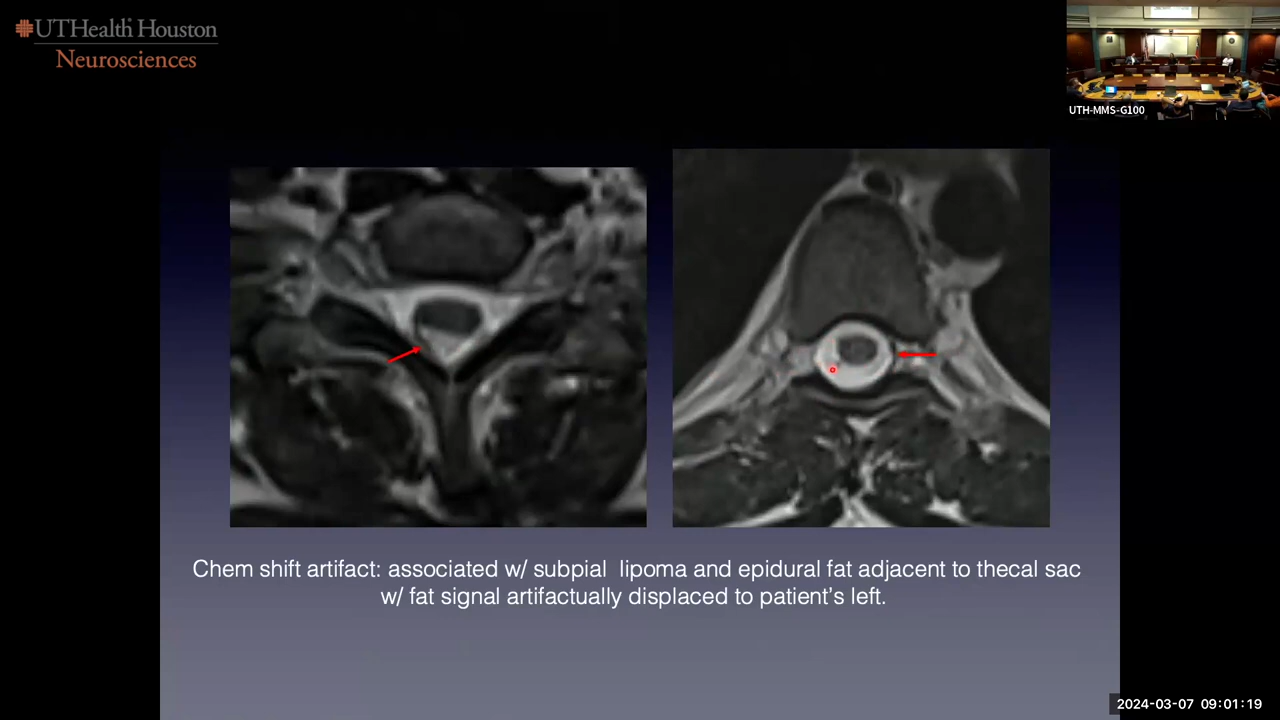 UTHealth Houston
Neurosciences
UTH-MMS-G100
Chem shift artifact: associated w/ subpial lipoma and epidural fat adjacent to thecal sac
w/ fat signal artifactually displaced to patient's left.
2024-03-07 09:01:19